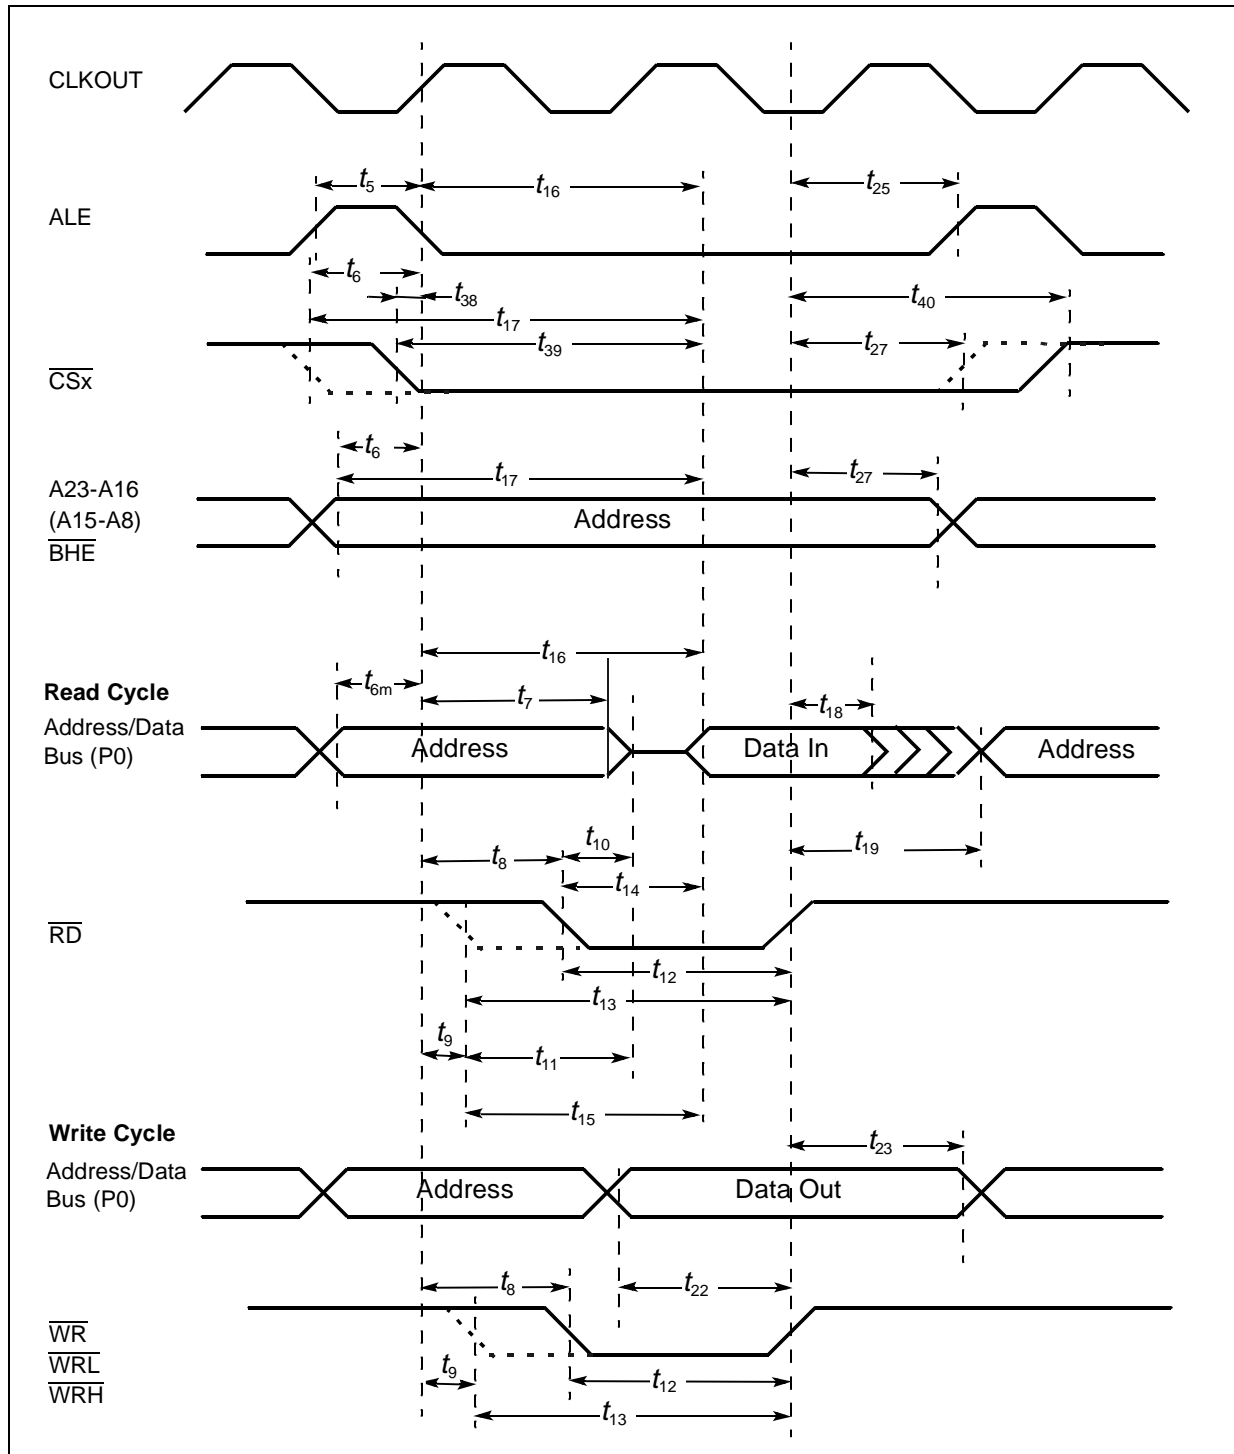 CLKOUT
t5
t16
t25
ALE
t6
t38
t40
t17
t39
t27
CSx
t6
t17
t27
A23-A16
(A15-A8)
BHE
Address
t16
t6m
t7
t18
Read Cycle
Address/Data
Bus (P0)
Address
Data In
Address
t8
t10
t19
t14
RD
t12
t13
t9
t11
t15
Write Cycle
t23
Address/Data
Bus (P0)
Address
Data Out
t8
t22
WR
WRL
WRH
t9
t12
t13